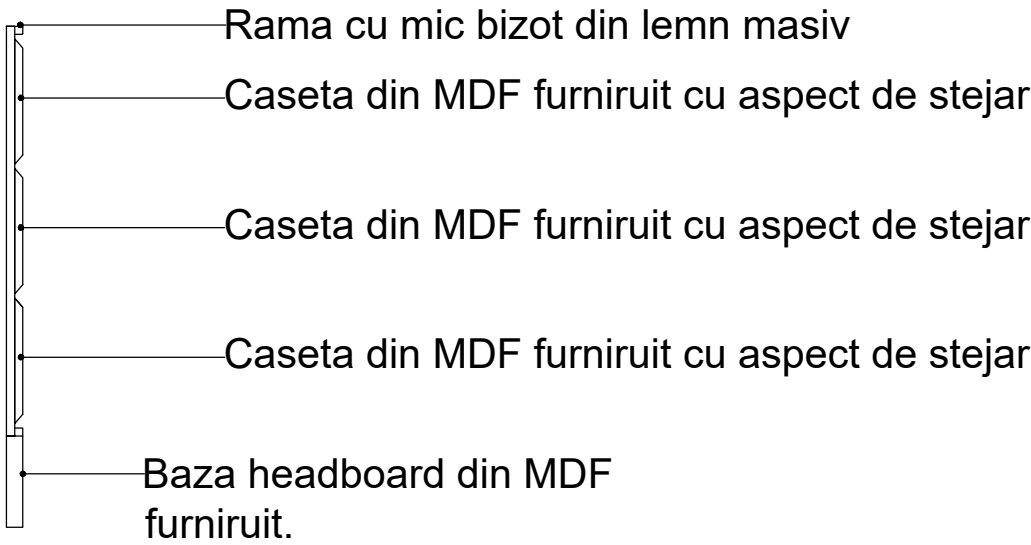 Rama cu mic bizot din lemn masiv
Caseta din MDF furniruit cu aspect de stejar
Caseta din MDF furniruit cu aspect de stejar
Caseta din MDF furniruit cu aspect de stejar
Baza headboard din MDF
furniruit.